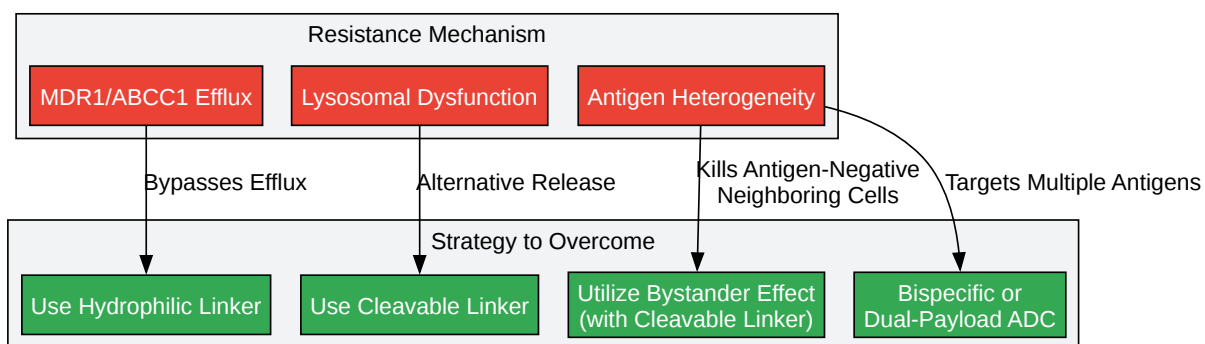 Resistance Mechanism
MDR1/ABCC1 Efflux
Lysosomal Dysfunction
Antigen Heterogeneity
Bypasses Efflux
Alternative Release
Kills Antigen-Negative
Neighboring Cells
Targets Multiple Antigens
Strategy to Overcome
Use Hydrophilic Linker
Use Cleavable Linker
Utilize Bystander Effect
(with Cleavable Linker)
Bispecific or
Dual-Payload ADC